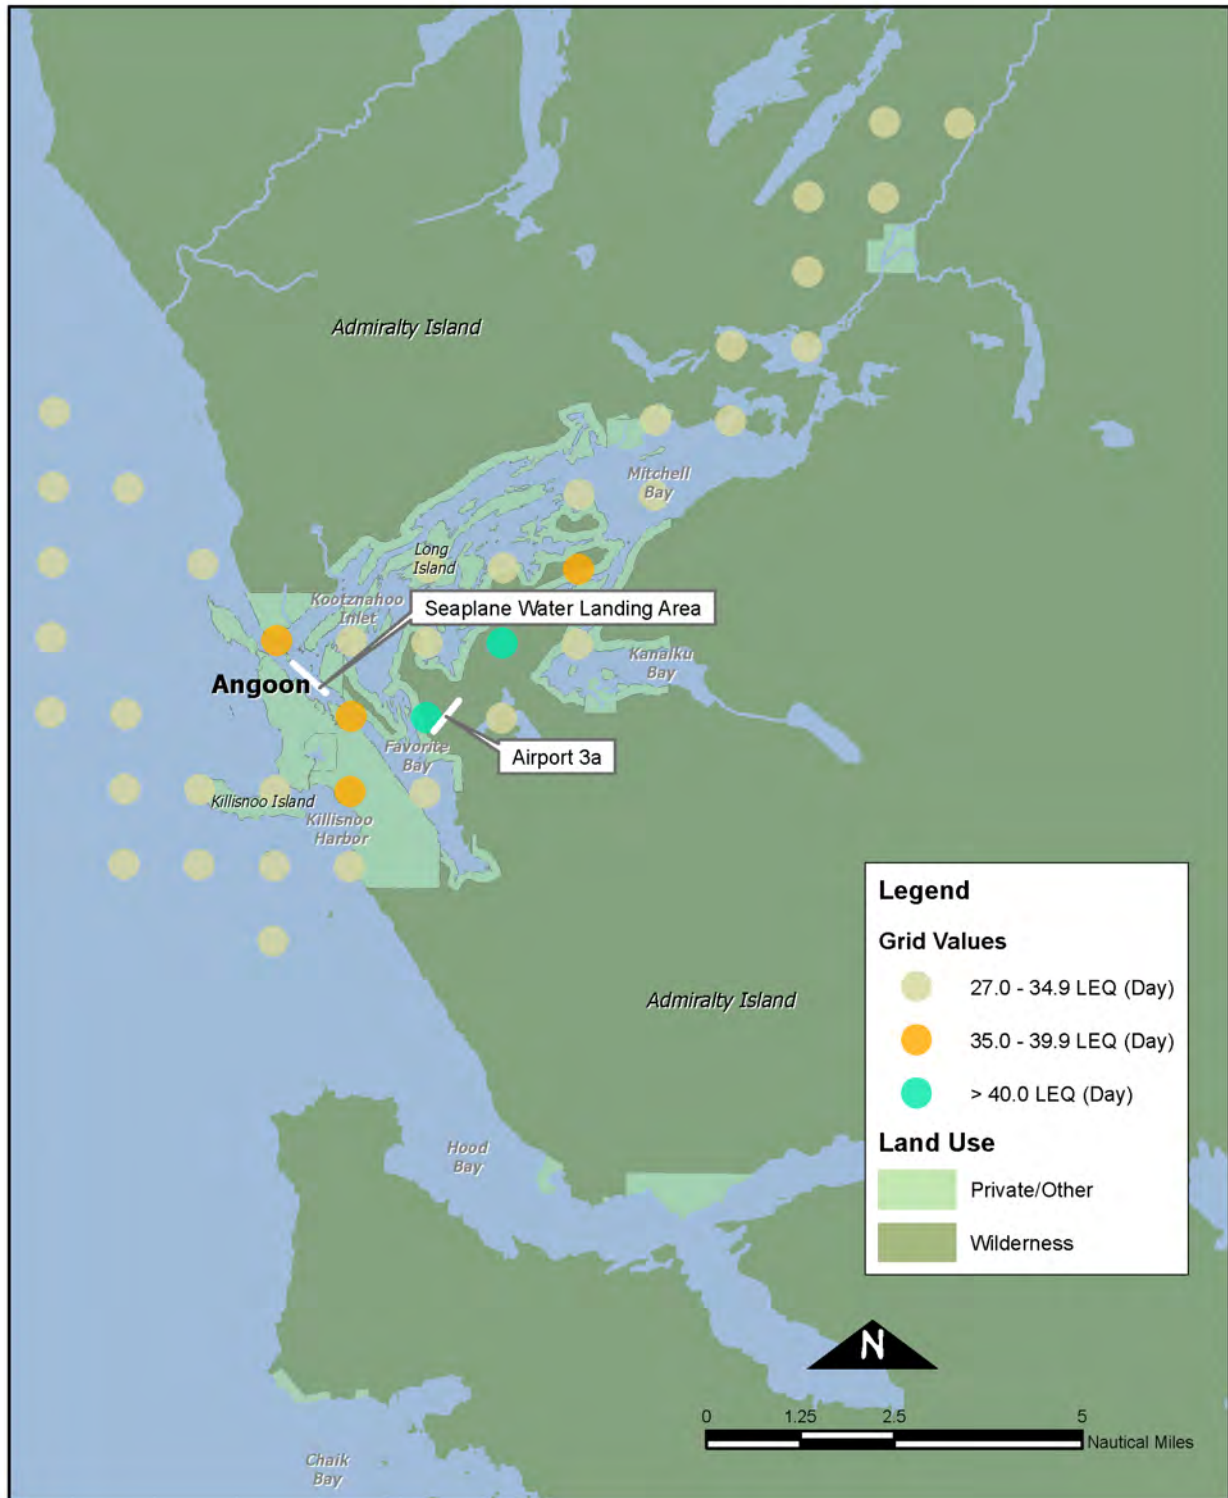 Admiralty Island
Mitchell
Bay
Long
Island
Kootznahoo
Inlet
Seaplane Water Landing Area
Kanalku
Bay
Angoon
Favorite
Bay
Airport 3a
Killisnoo Island
Killisnoo
Harbor
Legend
Grid Values
27.0 - 34.9 LEQ (Day)
35.0 - 39.9 LEQ (Day)
> 40.0 LEQ (Day)
Land Use
Private/Other
Wilderness
Admiralty Island
Hood
Bay
N
0 1.25 2.5 5
Nautical Miles
Chaik
Bay